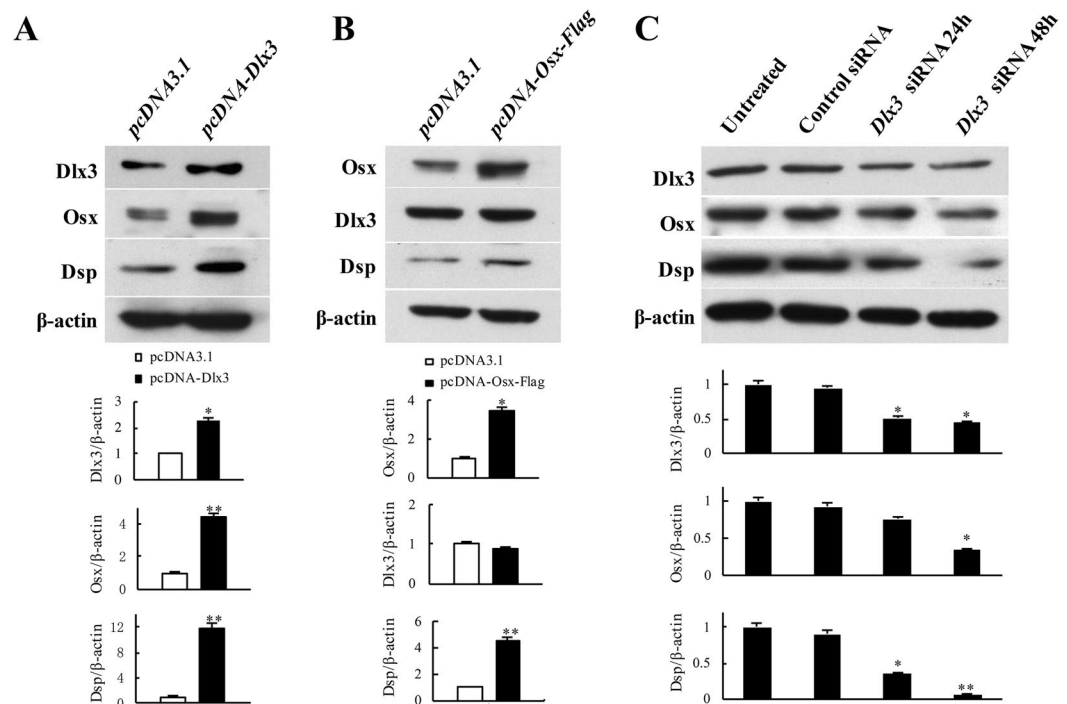 A
pcDNA3.1
pcDNA-Dlx3
Dlx3
Osx
Dsp
β-actin
pcDNA3.1
pcDNA-Dlx3
Dlx3/β-actin
3
2
1
0
*
Osx/β-actin
4
2
0
**
Dsp/β-actin
12
8
4
0
**
B
pcDNA3.1
pcDNA-Osx-Flag
Osx
Dlx3
Dsp
β-actin
pcDNA3.1
pcDNA-Osx-Flag
Osx/β-actin
4
2
0
*
Dlx3/β-actin
2
1
0
Dsp/β-actin
6
4
2
0
**
C
Untreated
Control siRNA
Dlx3 siRNA 24h
Dlx3 siRNA 48h
Dlx3
Osx
Dsp
β-actin
Dlx3/β-actin
1
0.5
0
*
*
Osx/β-actin
1
0.5
0
*
Dsp/β-actin
1
0.5
0
*
**